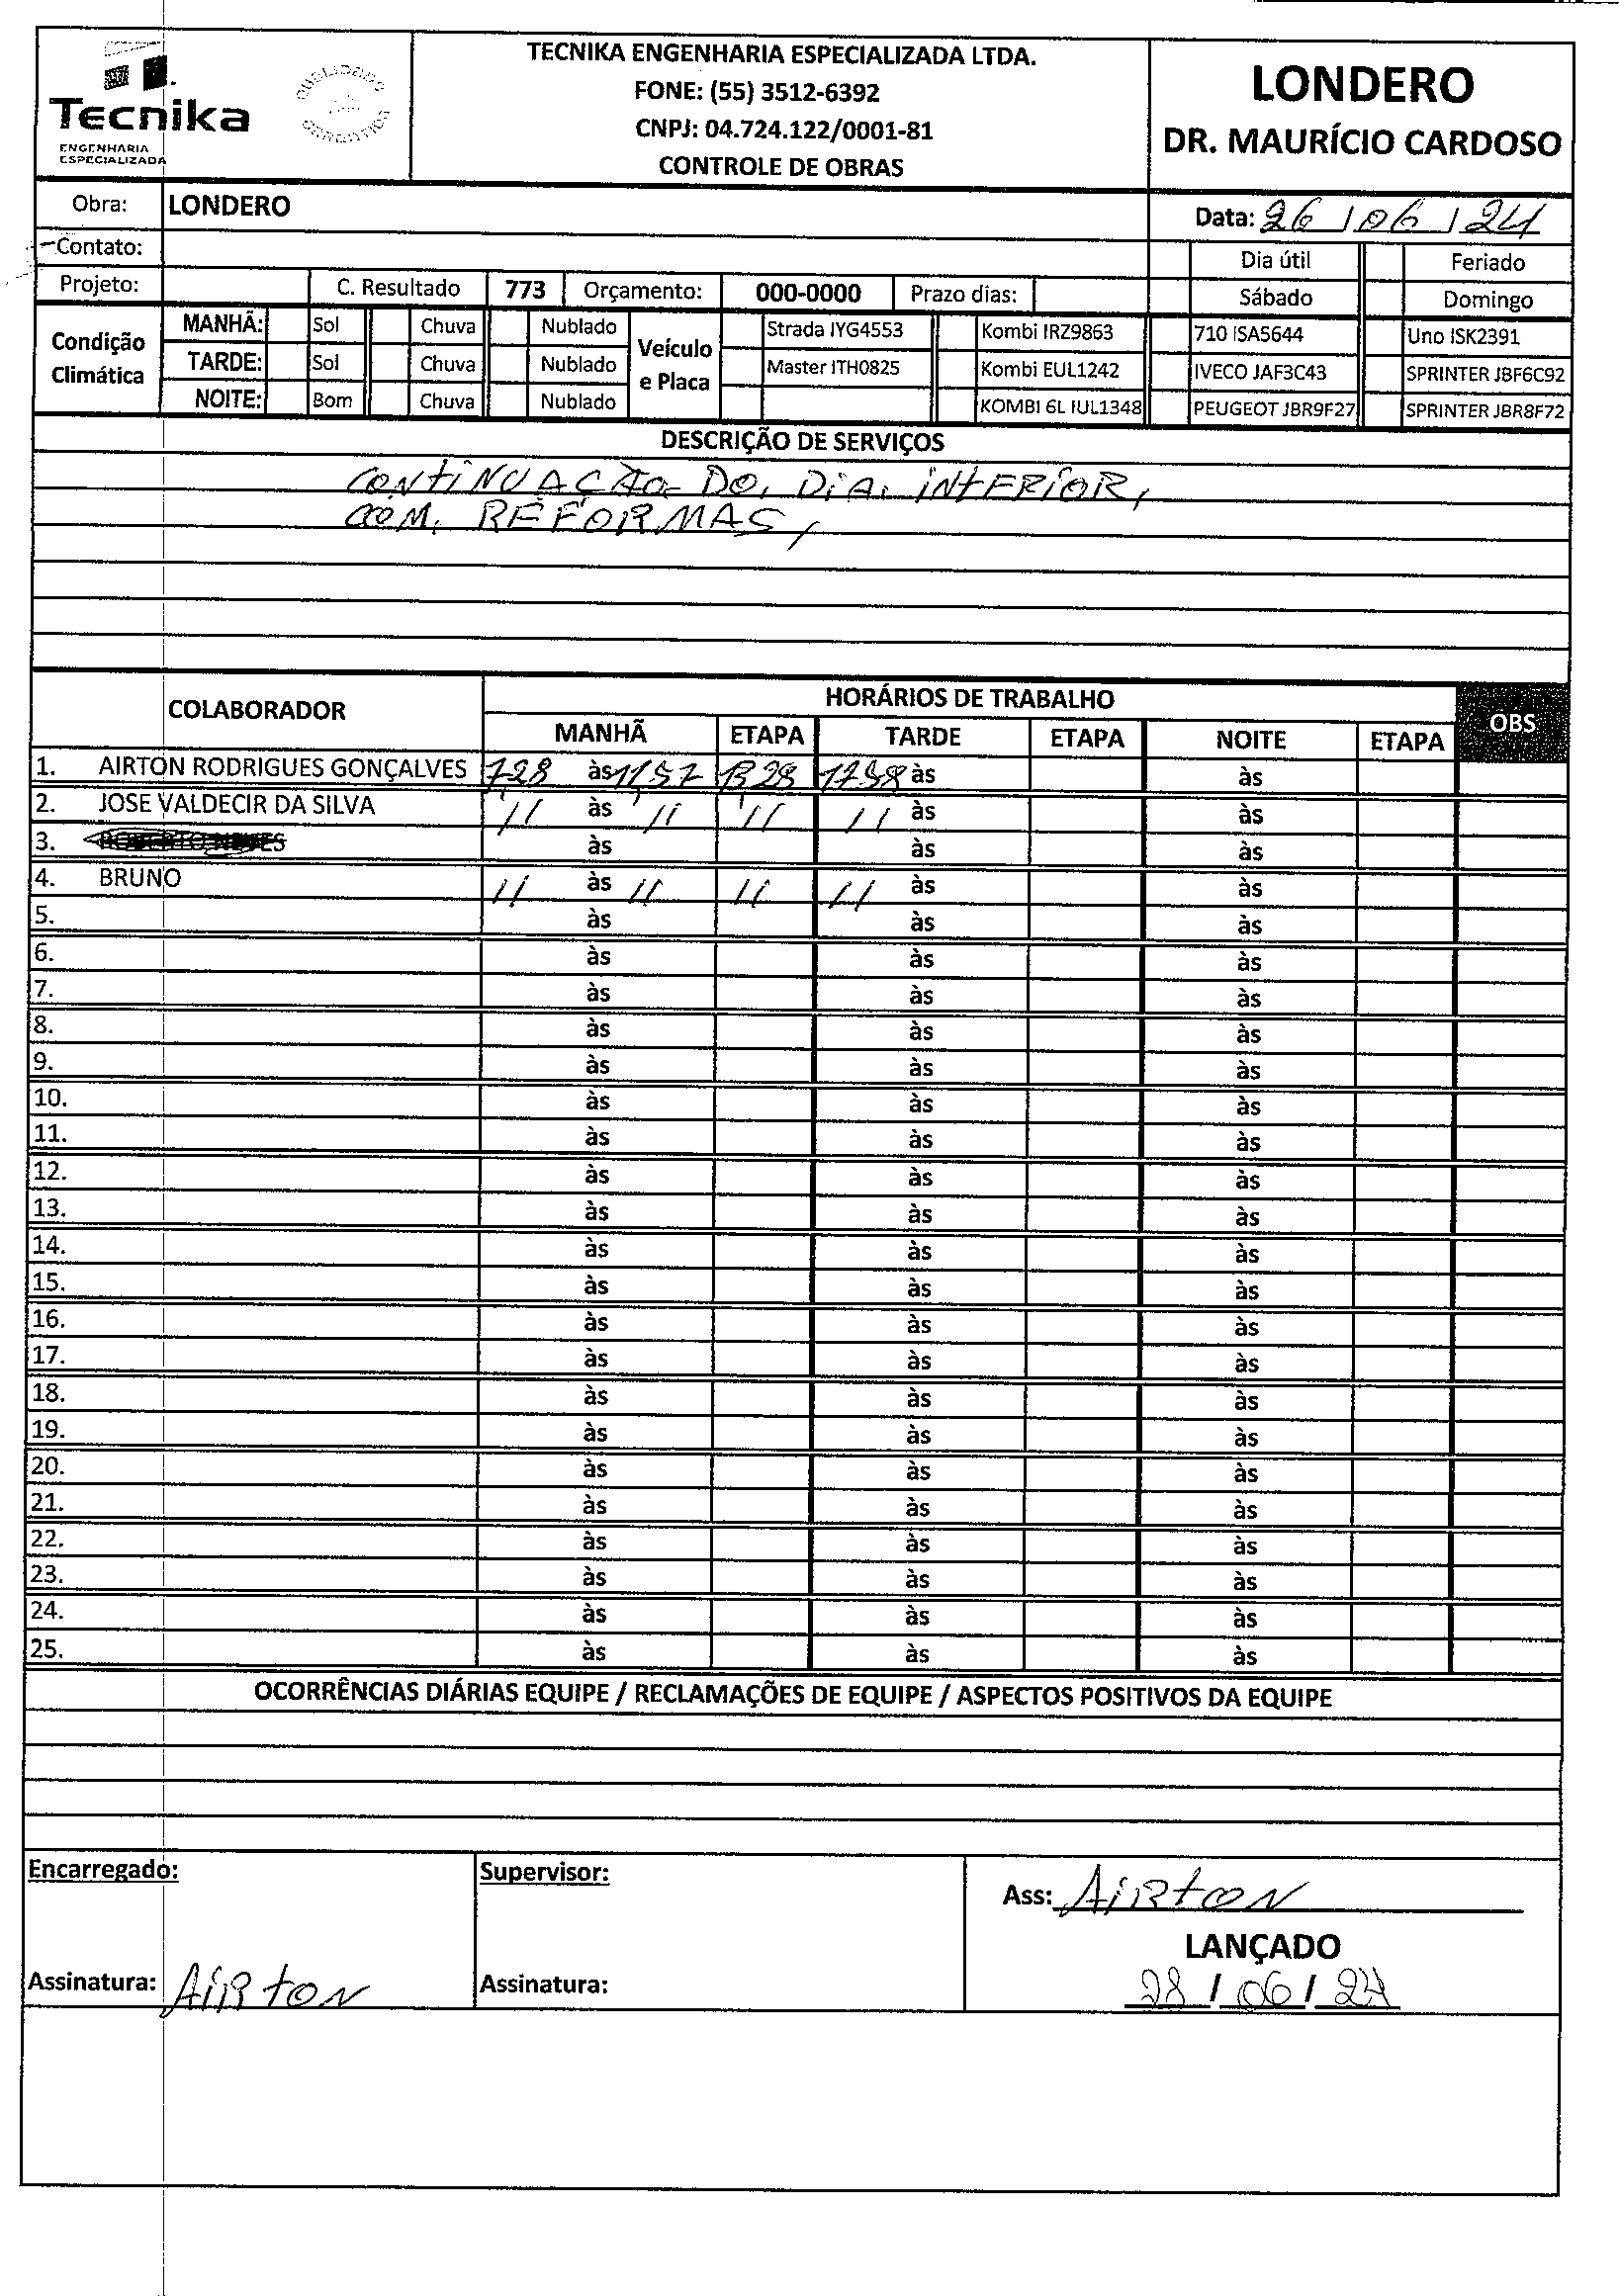 Tecnika
ENGENHARIA
ESPECIALIZADA
TECNIKA ENGENHARIA ESPECIALIZADA LTDA.
FONE: (55) 3512-6392
CNPJ: 04.724.122/0001-81
CONTROLE DE OBRAS
LONDERO
DR. MAURÍCIO CARDOSO
Obra: LONDERO
Data: 26/06/24
Contato:
Dia útil Feriado
Projeto: C. Resultado 773 Orçamento: 000-0000 Prazo dias: Sábado Domingo
Condição Climática
MANHÃ: Sol Chuva Nublado
TARDE: Sol Chuva Nublado
NOITE: Bom Chuva Nublado
Veículo e Placa
Strada IYG4553 Kombi IRZ9863 710 ISA5644 Uno ISK2391
Master ITH0825 Kombi EUL1242 IVECO JAF3C43 SPRINTER JBF6C92
KOMBI 6L IUL1348 PEUGEOT JBR9F27 SPRINTER JBR8F72
DESCRIÇÃO DE SERVIÇOS
CONTINUAÇÃO DO, DIA. INTERIOR,
COM, REFORMAS,
COLABORADOR HORÁRIOS DE TRABALHO OBS
MANHÃ ETAPA TARDE ETAPA NOITE ETAPA
1. AIRTON RODRIGUES GONÇALVES 728 às 1157 1328 1758 às às
2. JOSE VALDECIR DA SILVA 11 às 11 11 11 às às
3. ROBERTO NEVES às às às
4. BRUNO 11 às 11 11 11 às às
5. às às às
6. às às às
7. às às às
8. às às às
9. às às às
10. às às às
11. às às às
12. às às às
13. às às às
14. às às às
15. às às às
16. às às às
17. às às às
18. às às às
19. às às às
20. às às às
21. às às às
22. às às às
23. às às às
24. às às às
25. às às às
OCORRÊNCIAS DIÁRIAS EQUIPE / RECLAMAÇÕES DE EQUIPE / ASPECTOS POSITIVOS DA EQUIPE
Encarregado:
Assinatura: AIRTON
Supervisor:
Assinatura:
Ass: AIRTON
LANÇADO
28/06/24